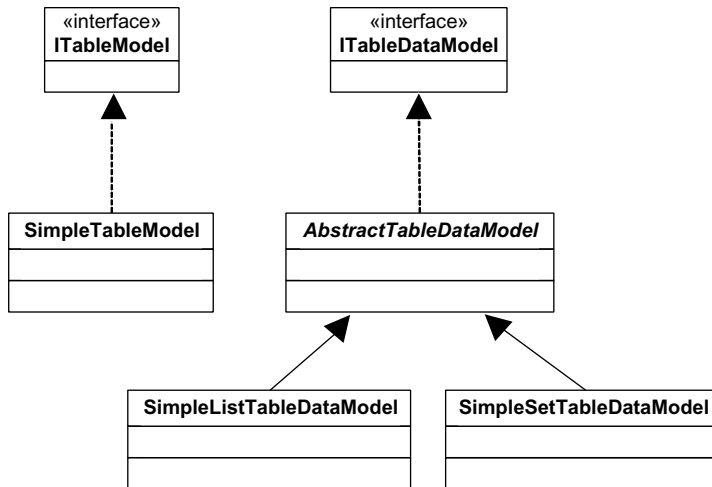 «interface»
ITableModel
«interface»
ITableDataModel
SimpleTableModel
AbstractTableDataModel
SimpleListTableDataModel
SimpleSetTableDataModel